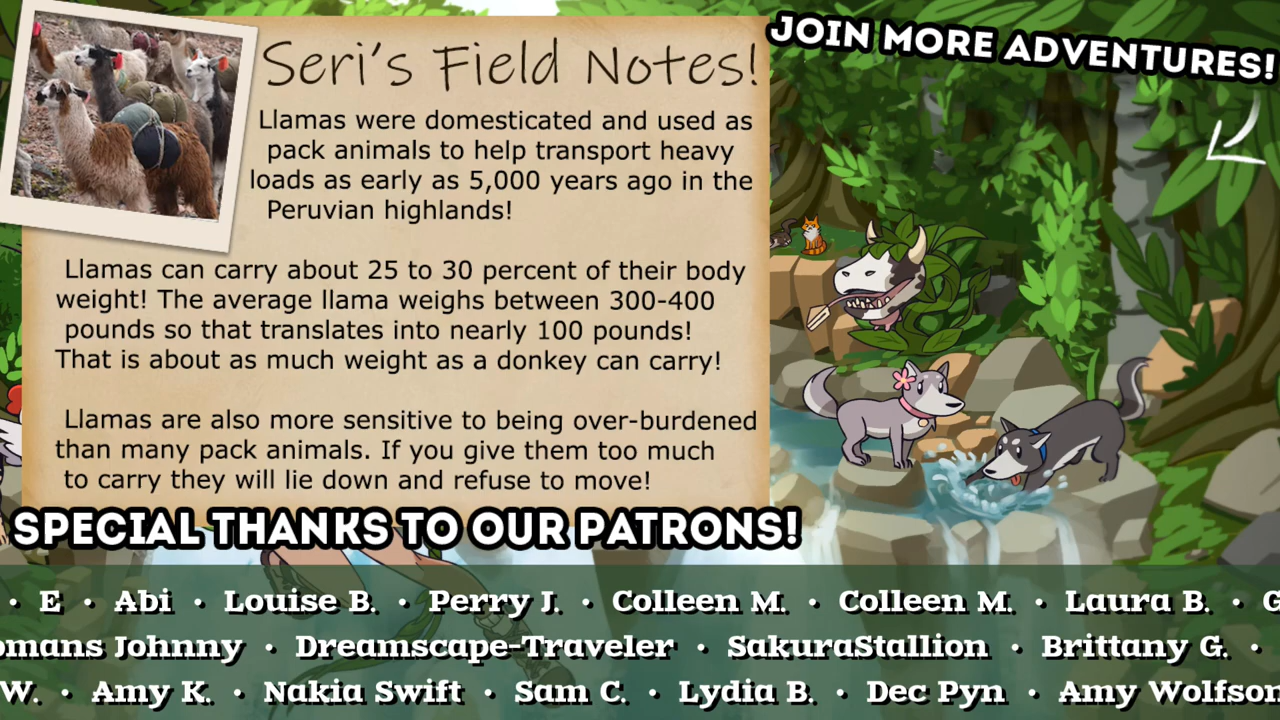 Seri's Field Notes!
JOIN MORE ADVENTURES!
Llamas were domesticated and used as
pack animals to help transport heavy
loads as early as 5,000 years ago in the
Peruvian highlands!
Llamas can carry about 25 to 30 percent of their body
weight! The average llama weighs between 300-400
pounds so that translates into nearly 100 pounds!
That is about as much weight as a donkey can carry!
Llamas are also more sensitive to being over-burdened
than many pack animals. If you give them too much
to carry they will lie down and refuse to move!
SPECIAL THANKS TO OUR PATRONS!
· E · Abi · Louise B. · Perry J. · Colleen M. · Colleen M. · Laura B. · G
omans Johnny · Dreamscape-Traveler · SakuraStallion · Brittany G. ·
W. · Amy K. · Nakia Swift · Sam C. · Lydia B. · Dec Pyn · Amy Wolfson